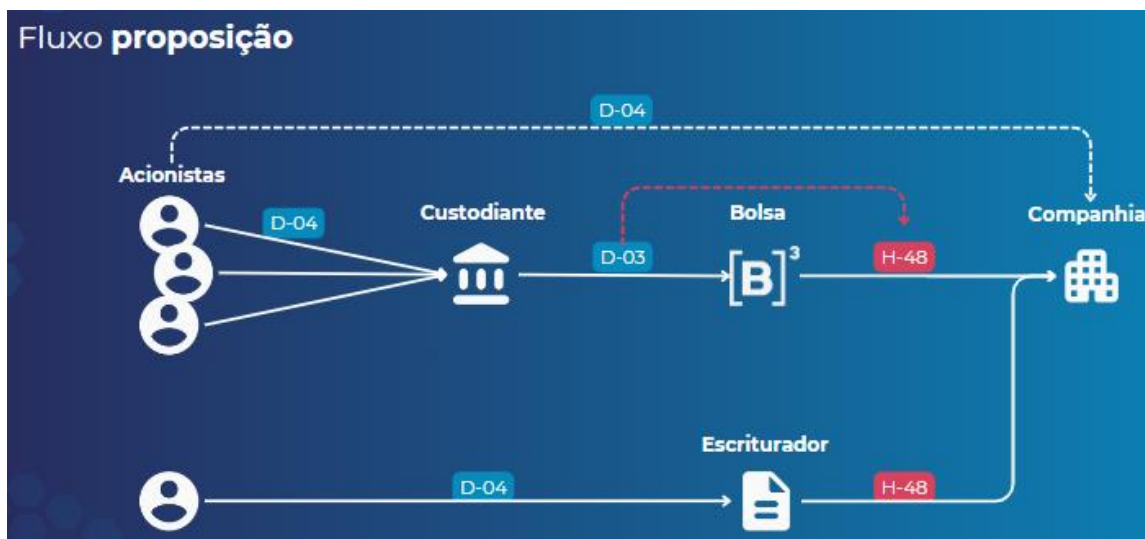 Fluxo proposição
D-04
Acionistas
D-04
Custodiante
D-03
Bolsa
[B]³
H-48
Companhia
Escriturador
D-04
H-48